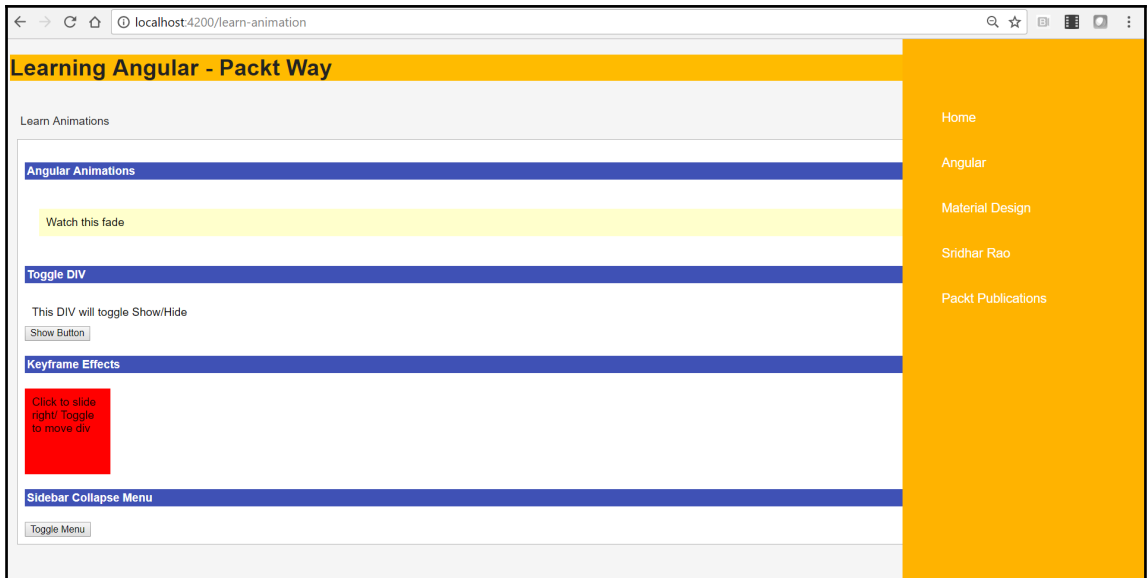 localhost:4200/learn-animation
Learning Angular - Packt Way
Learn Animations
Angular Animations
Watch this fade
Toggle DIV
This DIV will toggle Show/Hide
Show Button
Keyframe Effects
Click to slide
right/ Toggle
to move div
Sidebar Collapse Menu
Toggle Menu
Home
Angular
Material Design
Sridhar Rao
Packt Publications